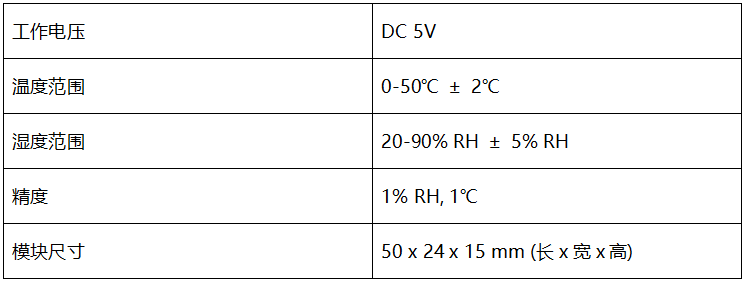 工作电压 DC 5V
温度范围 0-50℃ ± 2℃
湿度范围 20-90% RH ± 5% RH
精度 1% RH, 1℃
模块尺寸 50 x 24 x 15 mm (长 x 宽 x 高)